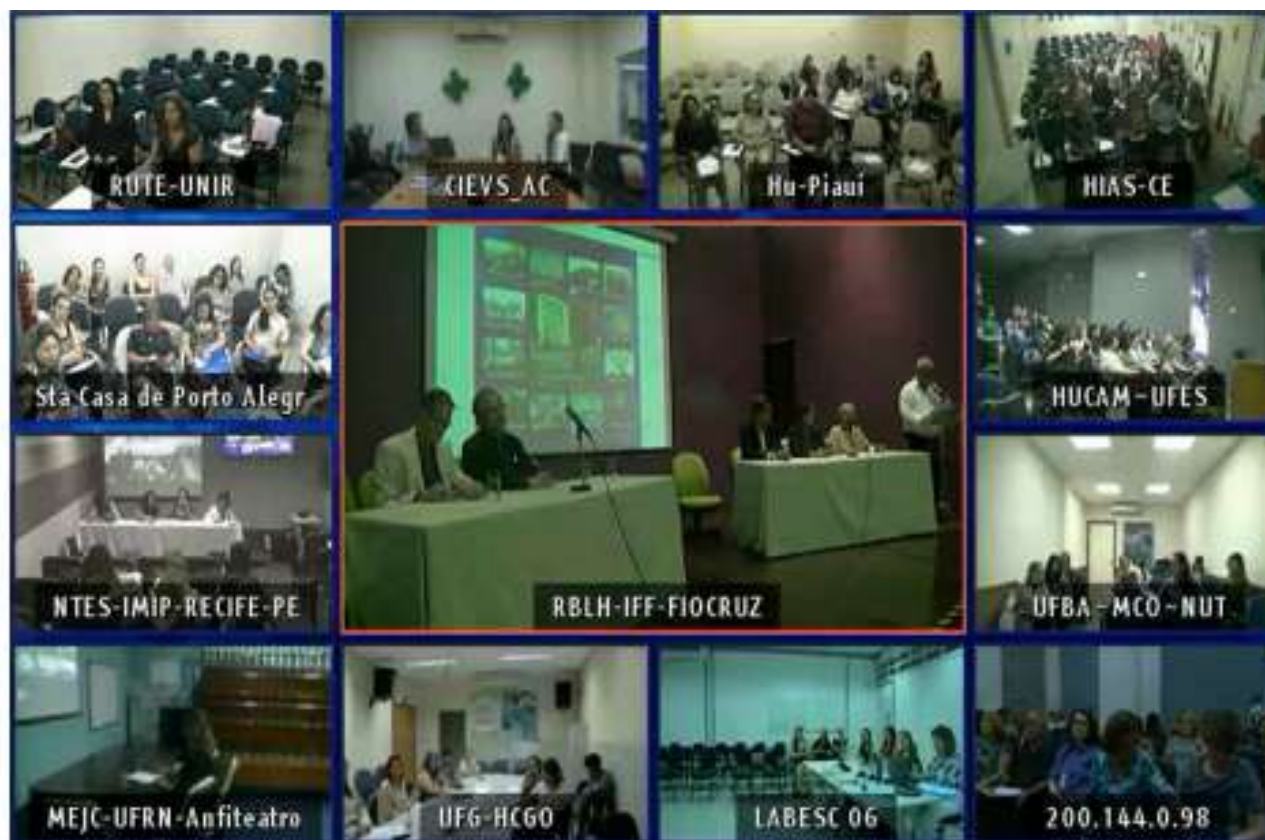 RUTE-UNIR
CIEVS_AC
Hu-Piauí
HIAS-CE
Sta Casa de Porto Alegr
HUCAM-UFES
NTES-IMIP-RECIFE-PE
RBLH-IFF-FIOCRUZ
UFBA-MCO-NUT
MEJC-UFRN-Anfiteatro
UFG-HCGO
LABESC 06
200.144.0.98